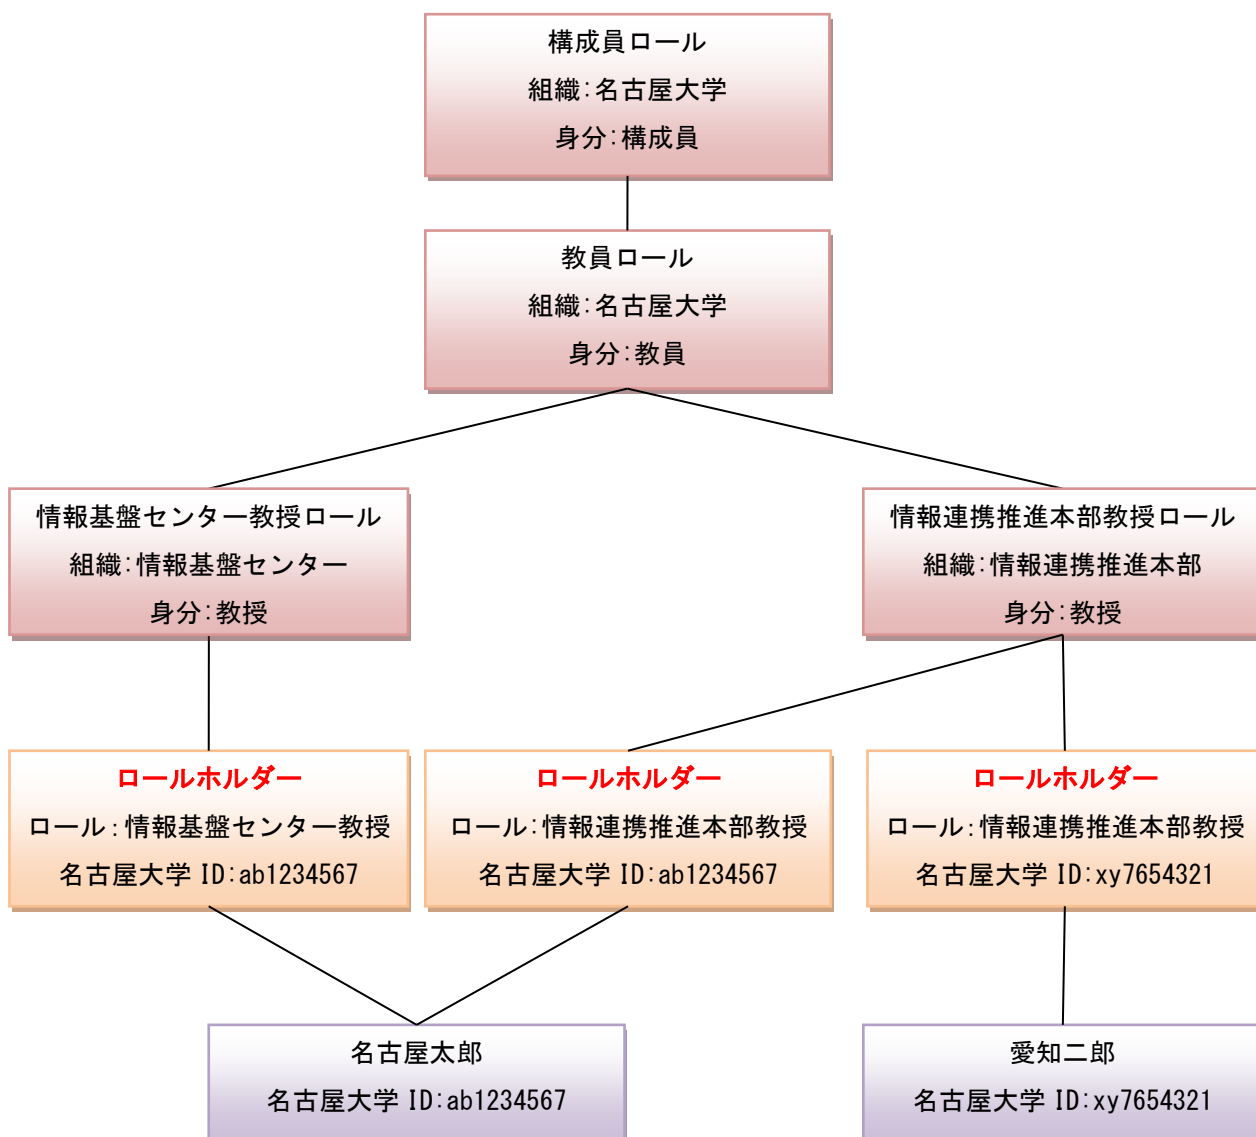 構成員ロール
組織:名古屋大学
身分:構成員
教員ロール
組織:名古屋大学
身分:教員
情報基盤センター教授ロール
組織:情報基盤センター
身分:教授
情報連携推進本部教授ロール
組織:情報連携推進本部
身分:教授
ロールホルダー
ロール:情報基盤センター教授
名古屋大学 ID:ab1234567
ロールホルダー
ロール:情報連携推進本部教授
名古屋大学 ID:ab1234567
ロールホルダー
ロール:情報連携推進本部教授
名古屋大学 ID:xy7654321
名古屋太郎
名古屋大学 ID:ab1234567
愛知二郎
名古屋大学 ID:xy7654321